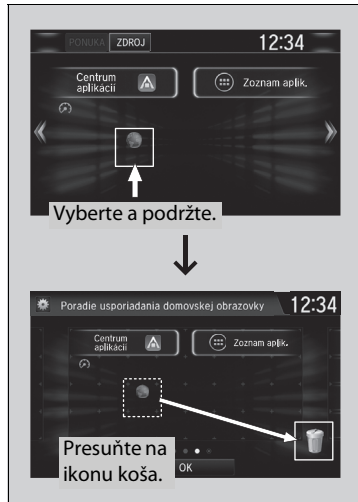 PONUKA ZDROJ 12:34
Centrum
aplikácií
Zoznam aplik.
Vyberte a podržte.
Poradie usporiadania domovskej obrazovky 12:34
Centrum
aplikácií
Zoznam aplik.
Presuňte na
ikonu koša.
OK